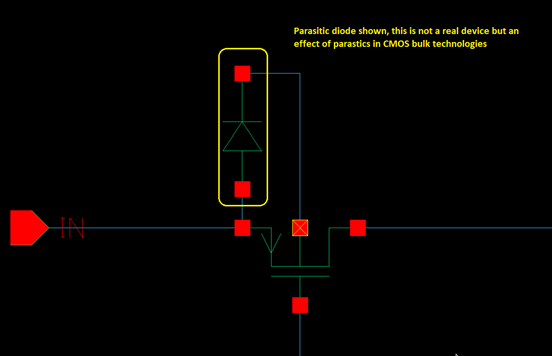 Parasitic diode shown, this is not a real device but an
effect of parastics in CMOS bulk technologies
IN